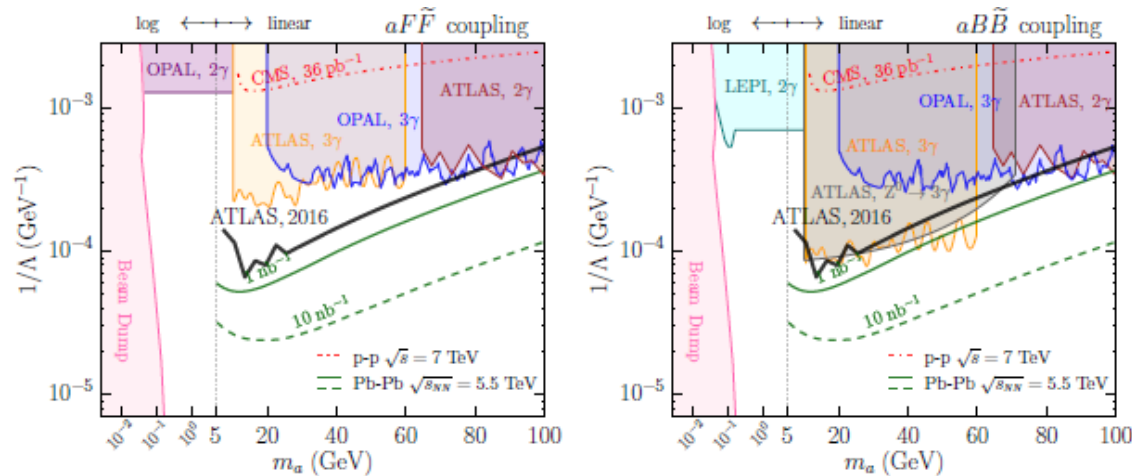 log ⟷ linear aFF̃ coupling
OPAL, 2γ
CMS, 36 pb⁻¹
ATLAS, 2γ
OPAL, 3γ
ATLAS, 3γ
ATLAS, 2016
1 nb⁻¹
10 nb⁻¹
Beam Dump
p-p √s = 7 TeV
Pb-Pb √sNN = 5.5 TeV
1/Λ (GeV⁻¹)
10⁻³
10⁻⁴
10⁻⁵
10⁻² 10⁻¹ 10⁰ 5 20 40 60 80 100
mₐ (GeV)
log ⟷ linear aBB̃ coupling
LEPI, 2γ
CMS, 36 pb⁻¹
OPAL, 3γ
ATLAS, 2γ
ATLAS, 3γ
ATLAS, Z⁰ → 3γ
ATLAS, 2016
1 nb⁻¹
10 nb⁻¹
Beam Dump
p-p √s = 7 TeV
Pb-Pb √sNN = 5.5 TeV
1/Λ (GeV⁻¹)
10⁻³
10⁻⁴
10⁻⁵
10⁻² 10⁻¹ 10⁰ 5 20 40 60 80 100
mₐ (GeV)